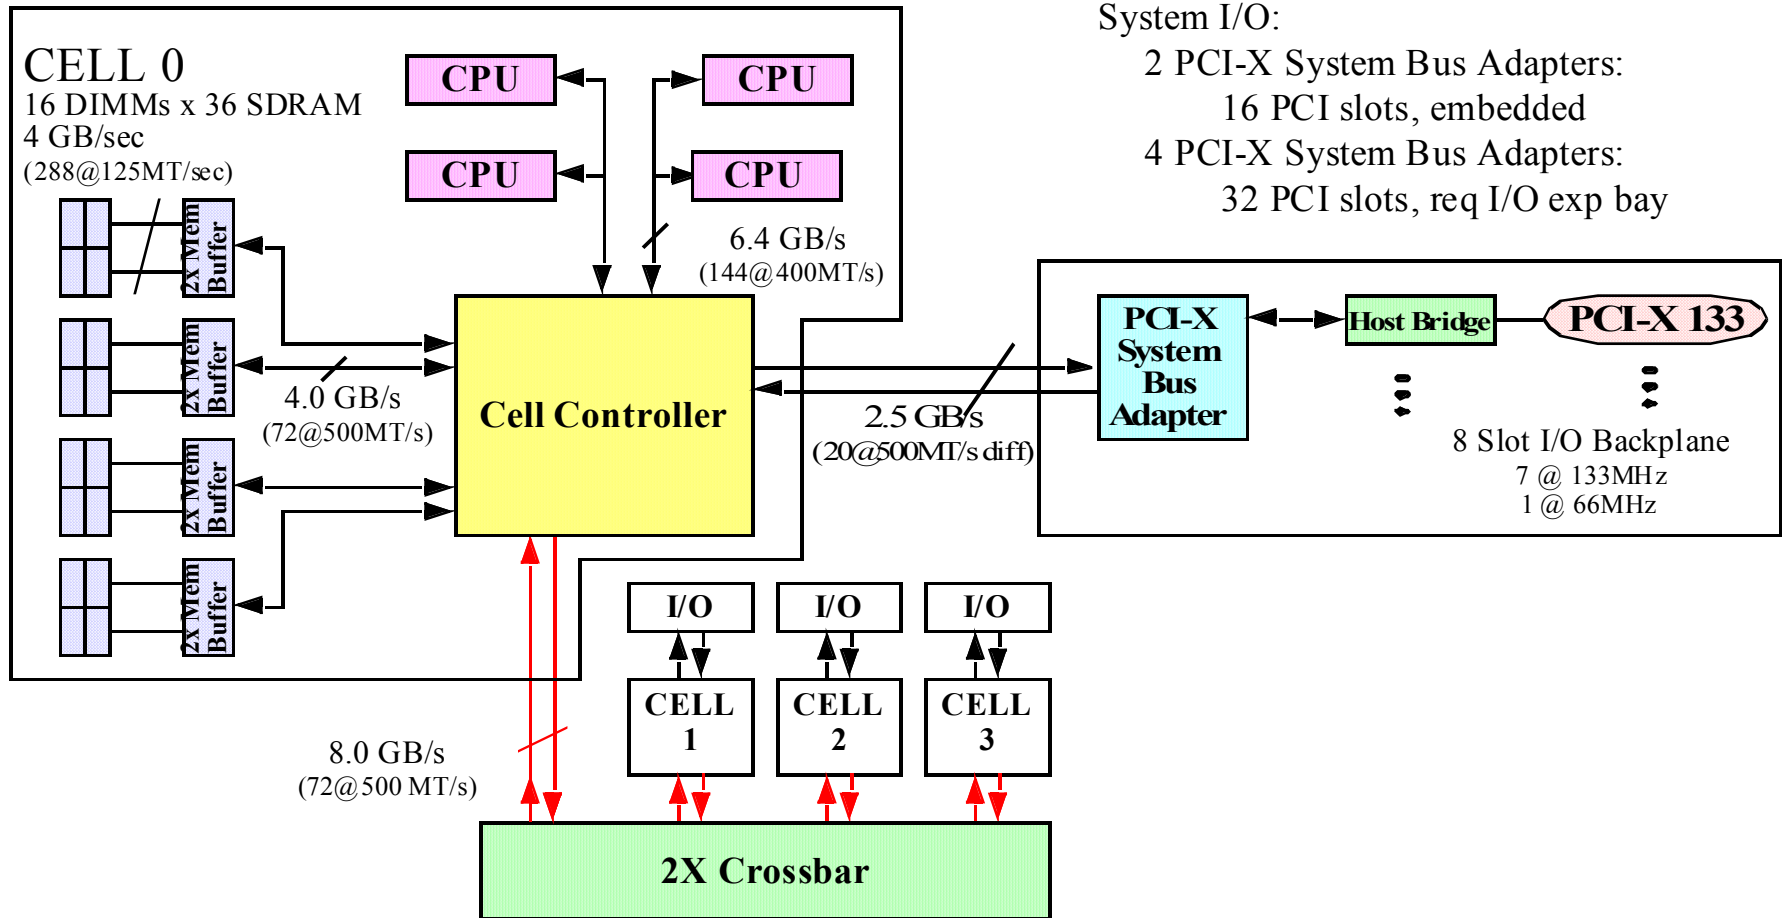 System I/O:
2 PCI-X System Bus Adapters:
16 PCI slots, embedded
4 PCI-X System Bus Adapters:
32 PCI slots, req I/O exp bay
CELL 0
16 DIMMs x 36 SDRAM
4 GB/sec
(288@125MT/sec)
CPU
CPU
CPU
CPU
6.4 GB/s
(144@400MT/s)
2x Mem
Buffer
2x Mem
Buffer
2x Mem
Buffer
2x Mem
Buffer
4.0 GB/s
(72@500MT/s)
Cell Controller
2.5 GB/s
(20@500MT/s diff)
PCI-X
System
Bus
Adapter
Host Bridge
PCI-X 133
8 Slot I/O Backplane
7 @ 133MHz
1 @ 66MHz
I/O
I/O
I/O
CELL
1
CELL
2
CELL
3
8.0 GB/s
(72@500 MT/s)
2X Crossbar